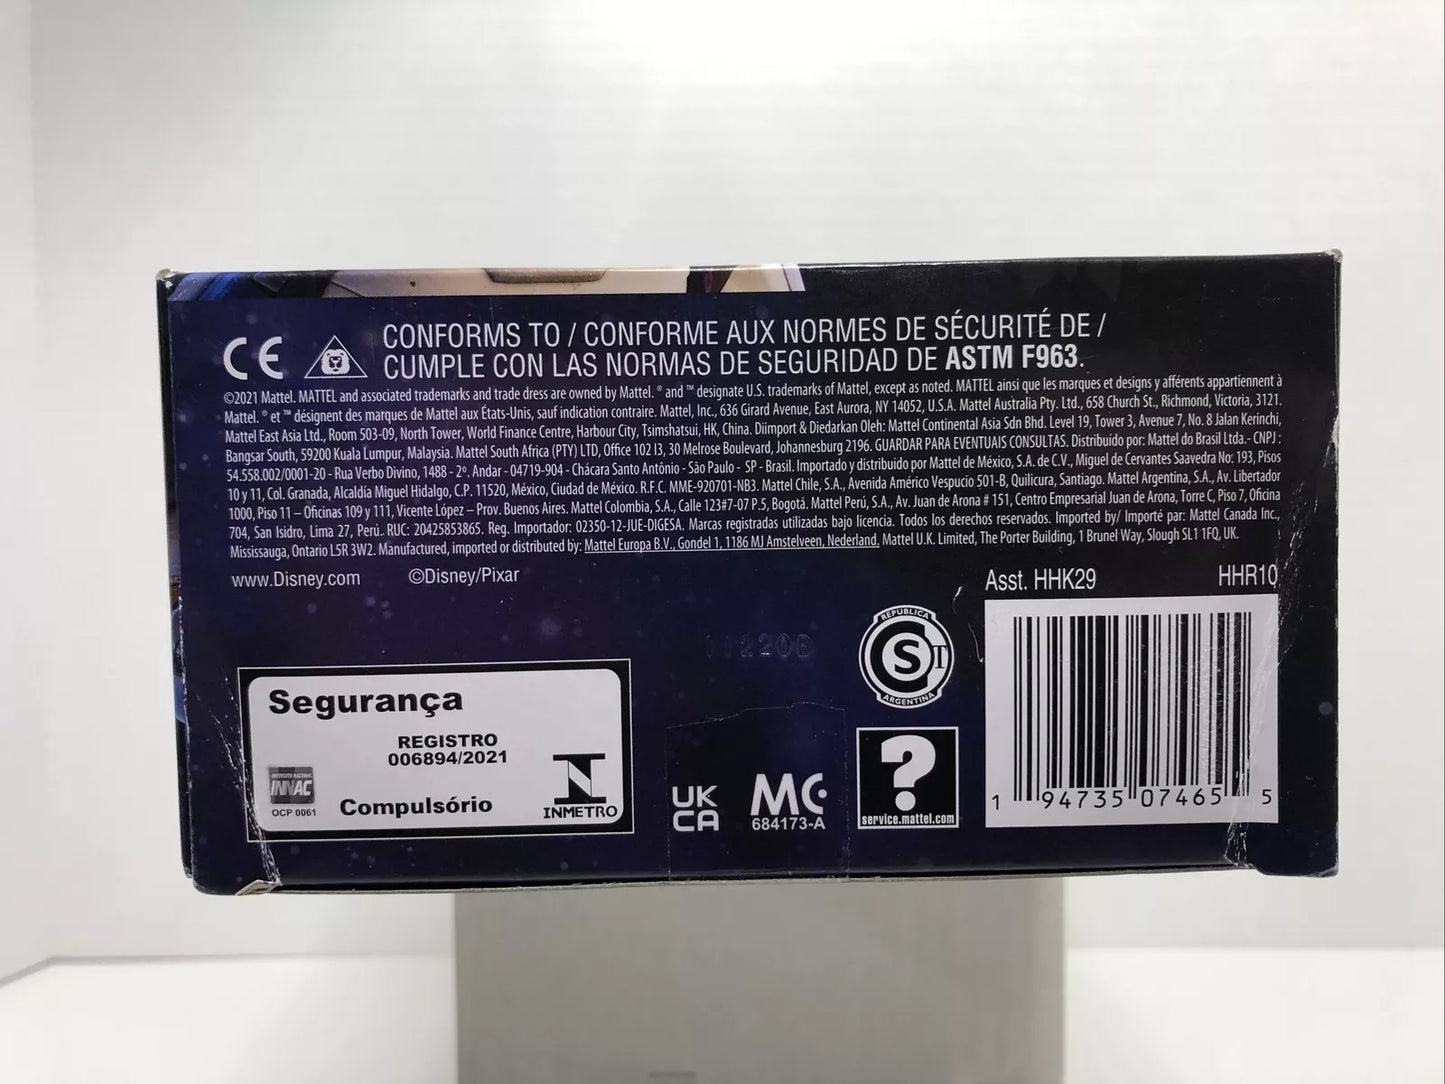 CE
CONFORMS TO / CONFORME AUX NORMES DE SÉCURITÉ DE /
CUMPLE CON LAS NORMAS DE SEGURIDAD DE ASTM F963.
©2021 Mattel. MATTEL and associated trademarks and trade dress are owned by Mattel. ® and ™ designate U.S. trademarks of Mattel, except as noted. MATTEL ainsi que les marques et designs y afférents appartiennent à
Mattel. ® et ™ désignent des marques de Mattel aux États-Unis, sauf indication contraire. Mattel, Inc., 636 Girard Avenue, East Aurora, NY 14052, U.S.A. Mattel Australia Pty. Ltd., 658 Church St., Richmond, Victoria, 3121.
Mattel East Asia Ltd., Room 503-09, North Tower, World Finance Centre, Harbour City, Tsimshatsui, HK, China. Diimport & Diedarkan Oleh: Mattel Continental Asia Sdn Bhd. Level 19, Tower 3, Avenue 7, No. 8 Jalan Kerinchi,
Bangsar South, 59200 Kuala Lumpur, Malaysia. Mattel South Africa (PTY) LTD, Office 102 I3, 30 Melrose Boulevard, Johannesburg 2196. GUARDAR PARA EVENTUAIS CONSULTAS. Distribuído por: Mattel do Brasil Ltda.- CNPJ :
54.558.002/0001-20 - Rua Verbo Divino, 1488 - 2º. Andar - 04719-904 - Chácara Santo Antônio - São Paulo - SP - Brasil. Importado y distribuido por Mattel de México, S.A. de C.V., Miguel de Cervantes Saavedra No: 193, Pisos
10 y 11, Col. Granada, Alcaldía Miguel Hidalgo, C.P. 11520, México, Ciudad de México. R.F.C. MME-920701-NB3. Mattel Chile, S.A., Avenida Américo Vespucio 501-B, Quilicura, Santiago. Mattel Argentina, S.A., Av. Libertador
1000, Piso 11 – Oficinas 109 y 111, Vicente López – Prov. Buenos Aires. Mattel Colombia, S.A., Calle 123#7-07 P.5, Bogotá. Mattel Perú, S.A., Av. Juan de Arona # 151, Centro Empresarial Juan de Arona, Torre C, Piso 7, Oficina
704, San Isidro, Lima 27, Perú. RUC: 20425853865. Reg. Importador: 02350-12-JUE-DIGESA. Marcas registradas utilizadas bajo licencia. Todos los derechos reservados. Imported by/ Importé par: Mattel Canada Inc.,
Mississauga, Ontario L5R 3W2. Manufactured, imported or distributed by: Mattel Europa B.V., Gondel 1, 1186 MJ Amstelveen, Nederland. Mattel U.K. Limited, The Porter Building, 1 Brunel Way, Slough SL1 1FQ, UK.
www.Disney.com ©Disney/Pixar
Asst. HHK29 HHR10
REPUBLICA
S I
ARGENTINA
Segurança
REGISTRO
006894/2021
INSTITUTO NACIONAL
INNAC
OCP 0061
Compulsório
INMETRO
UK
CA
MC
684173-A
?
service.mattel.com
1 94735 07465 5